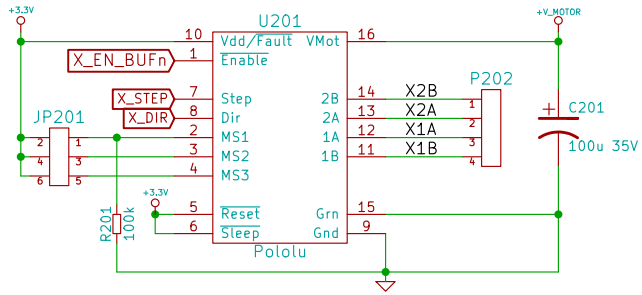 +3.3V
U201
+V_MOTOR
10 Vdd/Fault VMot 16
X_EN_BUFn 1 Enable
P202
X_STEP 7 Step 2B 14 X2B 1
X_DIR 8 Dir 2A 13 X2A 2
JP201
2 1 2 MS1 1A 12 X1A 3
4 3 3 MS2 1B 11 X1B 4
6 5 4 MS3
C201
100u 35V
+3.3V
R201
100k
5 Reset Grn 15
6 Sleep Gnd 9
Pololu